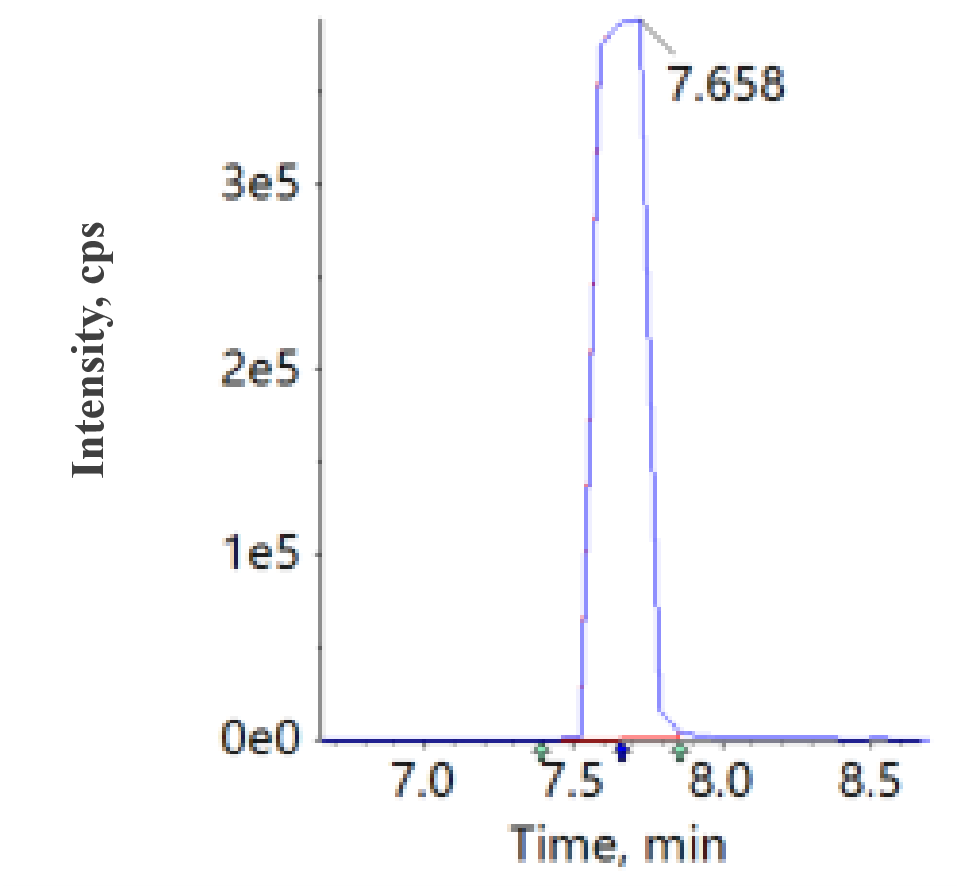 7.658
Intensity, cps
3e5
2e5
1e5
0e0
7.0 7.5 8.0 8.5
Time, min